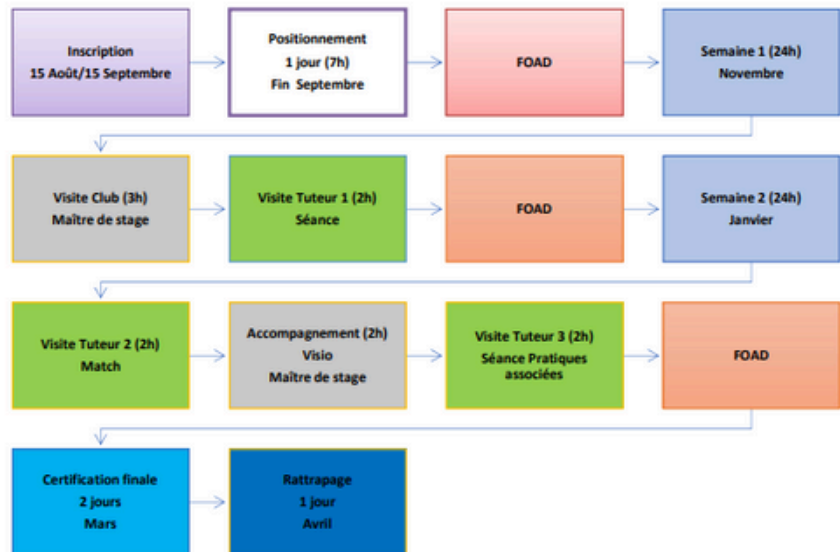 Inscription
15 Août/15 Septembre
Positionnement
1 jour (7h)
Fin Septembre
FOAD
Semaine 1 (24h)
Novembre
Visite Club (3h)
Maître de stage
Visite Tuteur 1 (2h)
Séance
FOAD
Semaine 2 (24h)
Janvier
Visite Tuteur 2 (2h)
Match
Accompagnement (2h)
Visio
Maître de stage
Visite Tuteur 3 (2h)
Séance Pratiques
associées
FOAD
Certification finale
2 jours
Mars
Rattrapage
1 jour
Avril